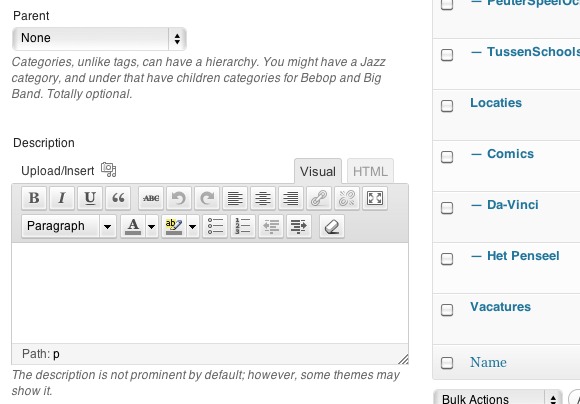 Parent
None
Categories, unlike tags, can have a hierarchy. You might have a Jazz
category, and under that have children categories for Bebop and Big
Band. Totally optional.
Description
Upload/Insert
Visual
HTML
B I U “ ABC
Paragraph A ab
Path: p
The description is not prominent by default; however, some themes may
show it.
— TussenSchools
Locaties
— Comics
— Da-Vinci
— Het Penseel
Vacatures
Name
Bulk Actions